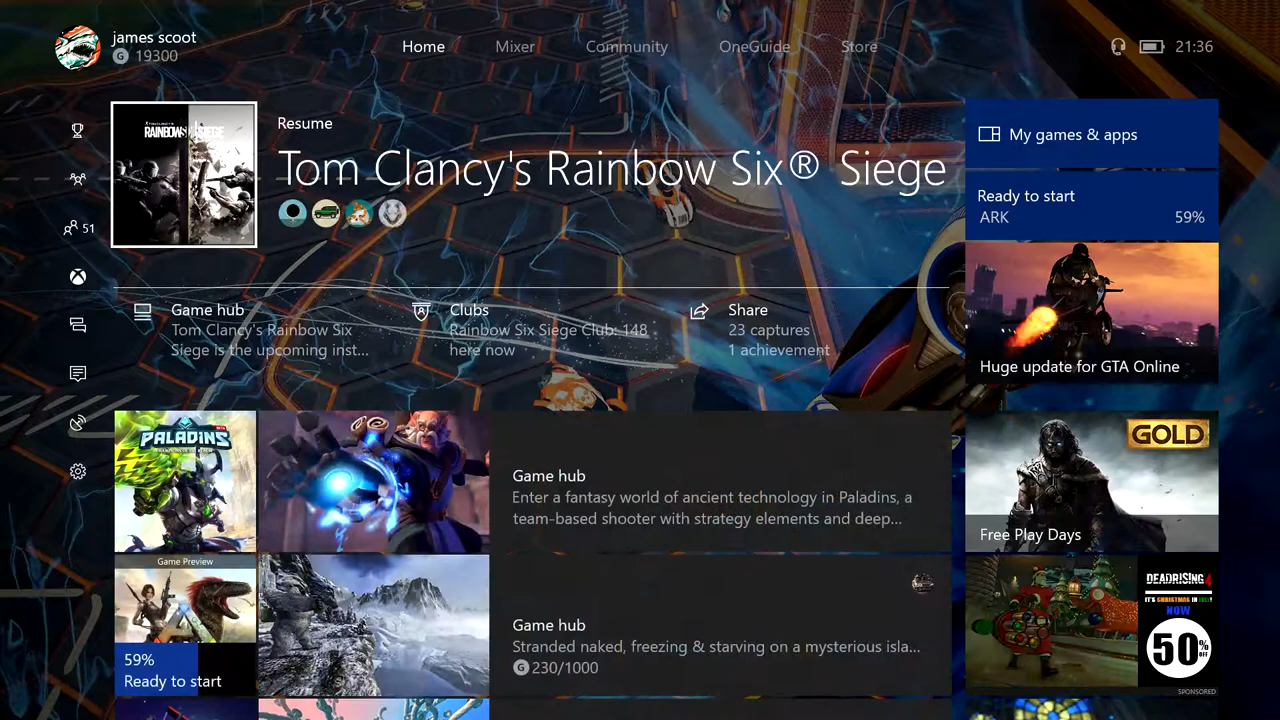 james scoot
G 19300
Home
Mixer
Community
OneGuide
Store
21:36
51
RAINBOW SIEGE
Resume
Tom Clancy's Rainbow Six® Siege
Game hub
Tom Clancy's Rainbow Six
Siege is the upcoming inst...
Clubs
Rainbow Six Siege Club: 148
here now
Share
23 captures
1 achievement
My games & apps
Ready to start
ARK 59%
Huge update for GTA Online
PALADINS
Game hub
Enter a fantasy world of ancient technology in Paladins, a
team-based shooter with strategy elements and deep...
GOLD
Free Play Days
Game Preview
59%
Ready to start
Game hub
Stranded naked, freezing & starving on a mysterious isla...
G 230/1000
DEADRISING 4
IT'S CHRISTMAS IN JULY!
NOW
50% OFF
SPONSORED